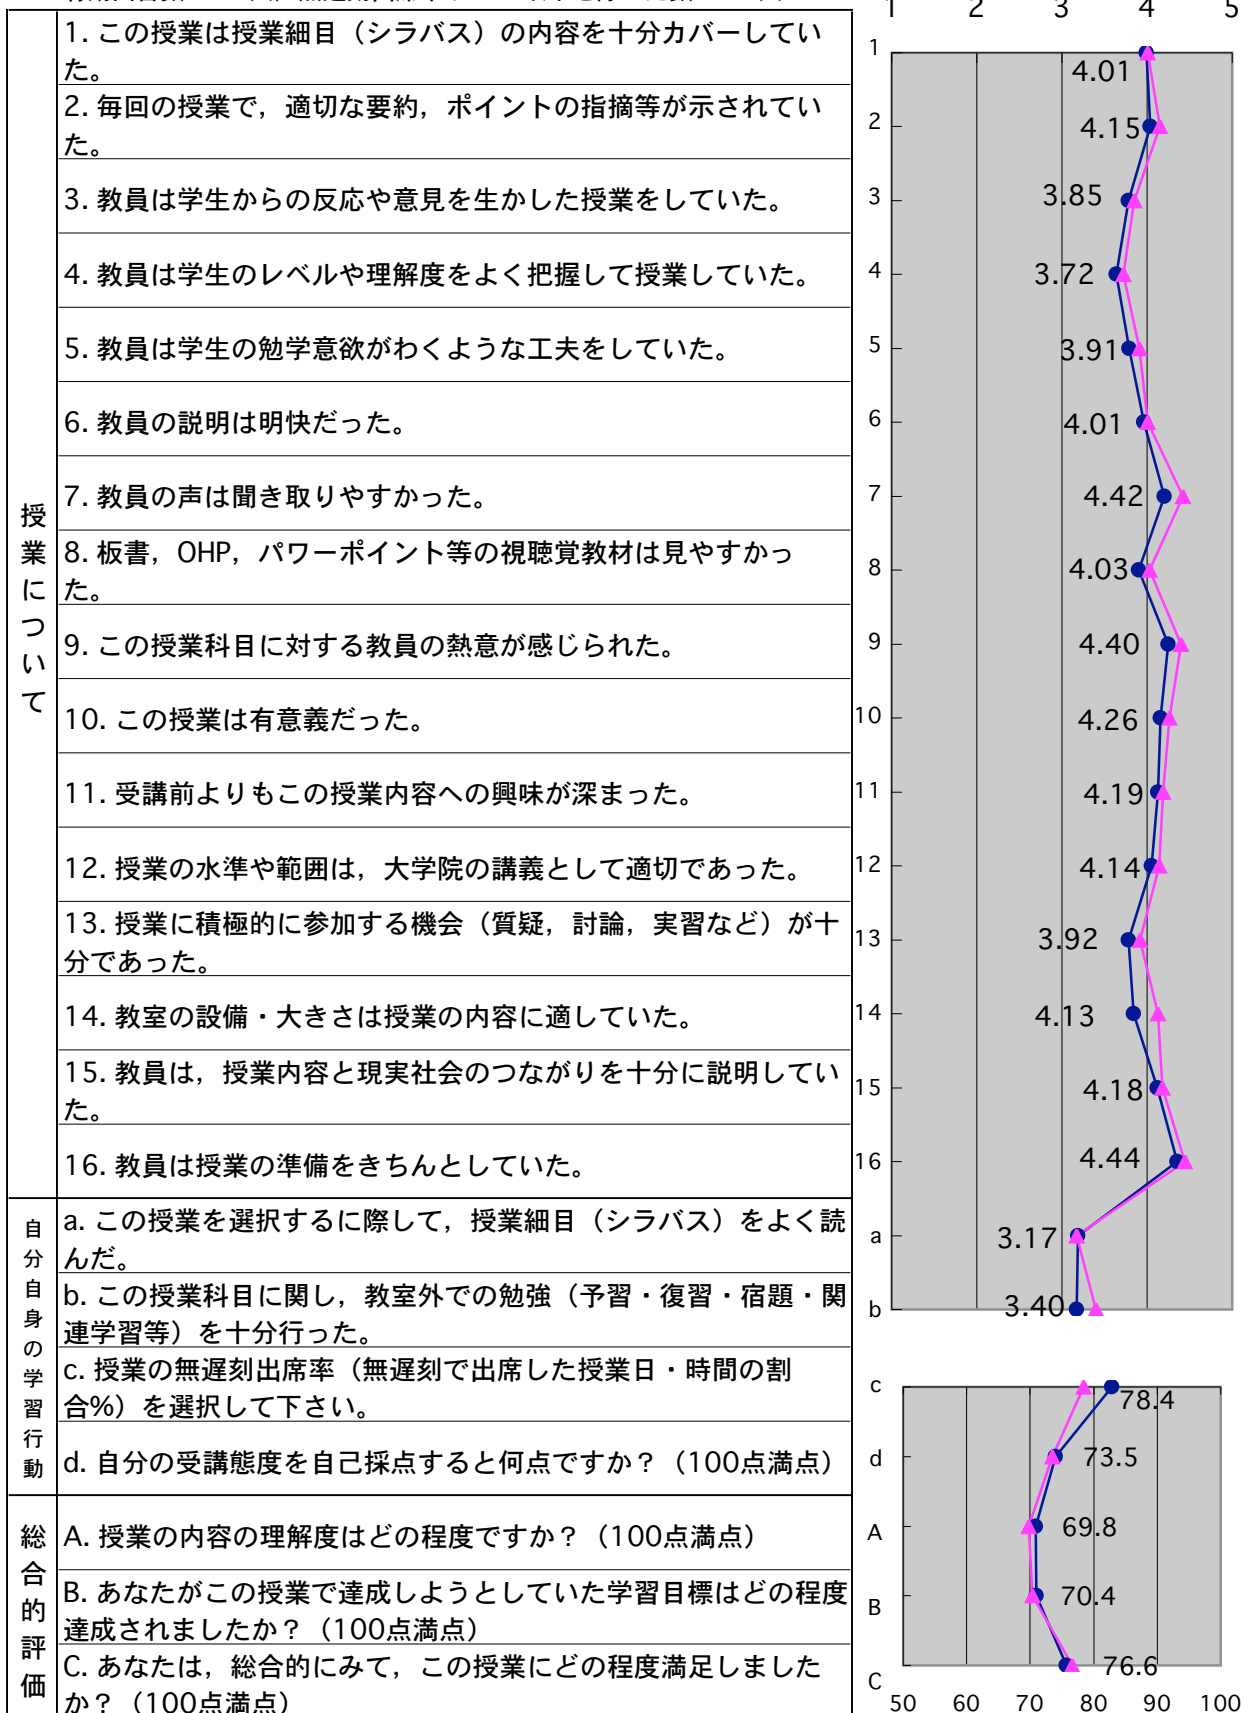 1 2 3 4 5
授業について
1. この授業は授業細目（シラバス）の内容を十分カバーしてい
た。
2. 毎回の授業で，適切な要約，ポイントの指摘等が示されてい
た。
3. 教員は学生からの反応や意見を生かした授業をしていた。
4. 教員は学生のレベルや理解度をよく把握して授業していた。
5. 教員は学生の勉学意欲がわくような工夫をしていた。
6. 教員の説明は明快だった。
7. 教員の声は聞き取りやすかった。
8. 板書，OHP，パワーポイント等の視聴覚教材は見やすかっ
た。
9. この授業科目に対する教員の熱意が感じられた。
10. この授業は有意義だった。
11. 受講前よりもこの授業内容への興味が深まった。
12. 授業の水準や範囲は，大学院の講義として適切であった。
13. 授業に積極的に参加する機会（質疑，討論，実習など）が十
分であった。
14. 教室の設備・大きさは授業の内容に適していた。
15. 教員は，授業内容と現実社会のつながりを十分に説明してい
た。
16. 教員は授業の準備をきちんとしていた。
自分自身の学習行動
a. この授業を選択するに際して，授業細目（シラバス）をよく読
んだ。
b. この授業科目に関し，教室外での勉強（予習・復習・宿題・関
連学習等）を十分行った。
c. 授業の無遅刻出席率（無遅刻で出席した授業日・時間の割
合%）を選択して下さい。
d. 自分の受講態度を自己採点すると何点ですか？（100点満点）
総合的評価
A. 授業の内容の理解度はどの程度ですか？（100点満点）
B. あなたがこの授業で達成しようとしていた学習目標はどの程度
達成されましたか？（100点満点）
C. あなたは，総合的にみて，この授業にどの程度満足しました
か？（100点満点）
1 4.01
2 4.15
3 3.85
4 3.72
5 3.91
6 4.01
7 4.42
8 4.03
9 4.40
10 4.26
11 4.19
12 4.14
13 3.92
14 4.13
15 4.18
16 4.44
a 3.17
b 3.40
c 78.4
d 73.5
A 69.8
B 70.4
C 76.6
50 60 70 80 90 100